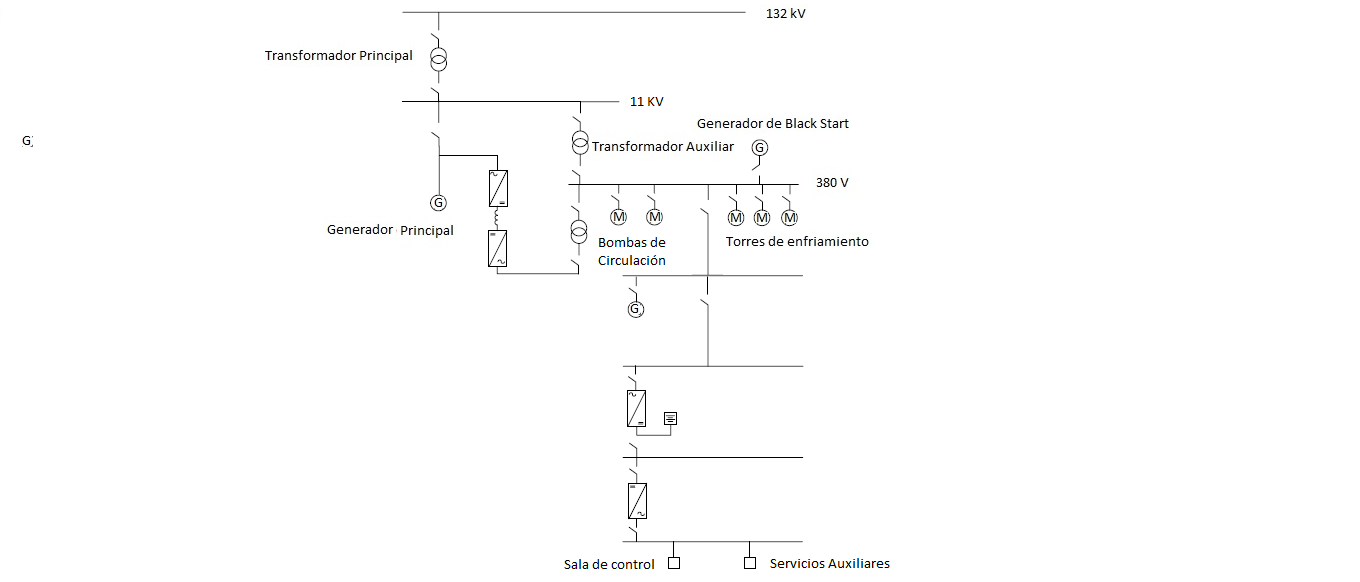 132 kV
Transformador Principal
11 KV
Generador de Black Start
G
Transformador Auxiliar
G
380 V
G
M
M
M
M
M
Generador Principal
Bombas de
Circulación
Torres de enfriamiento
G
Sala de control
Servicios Auxiliares